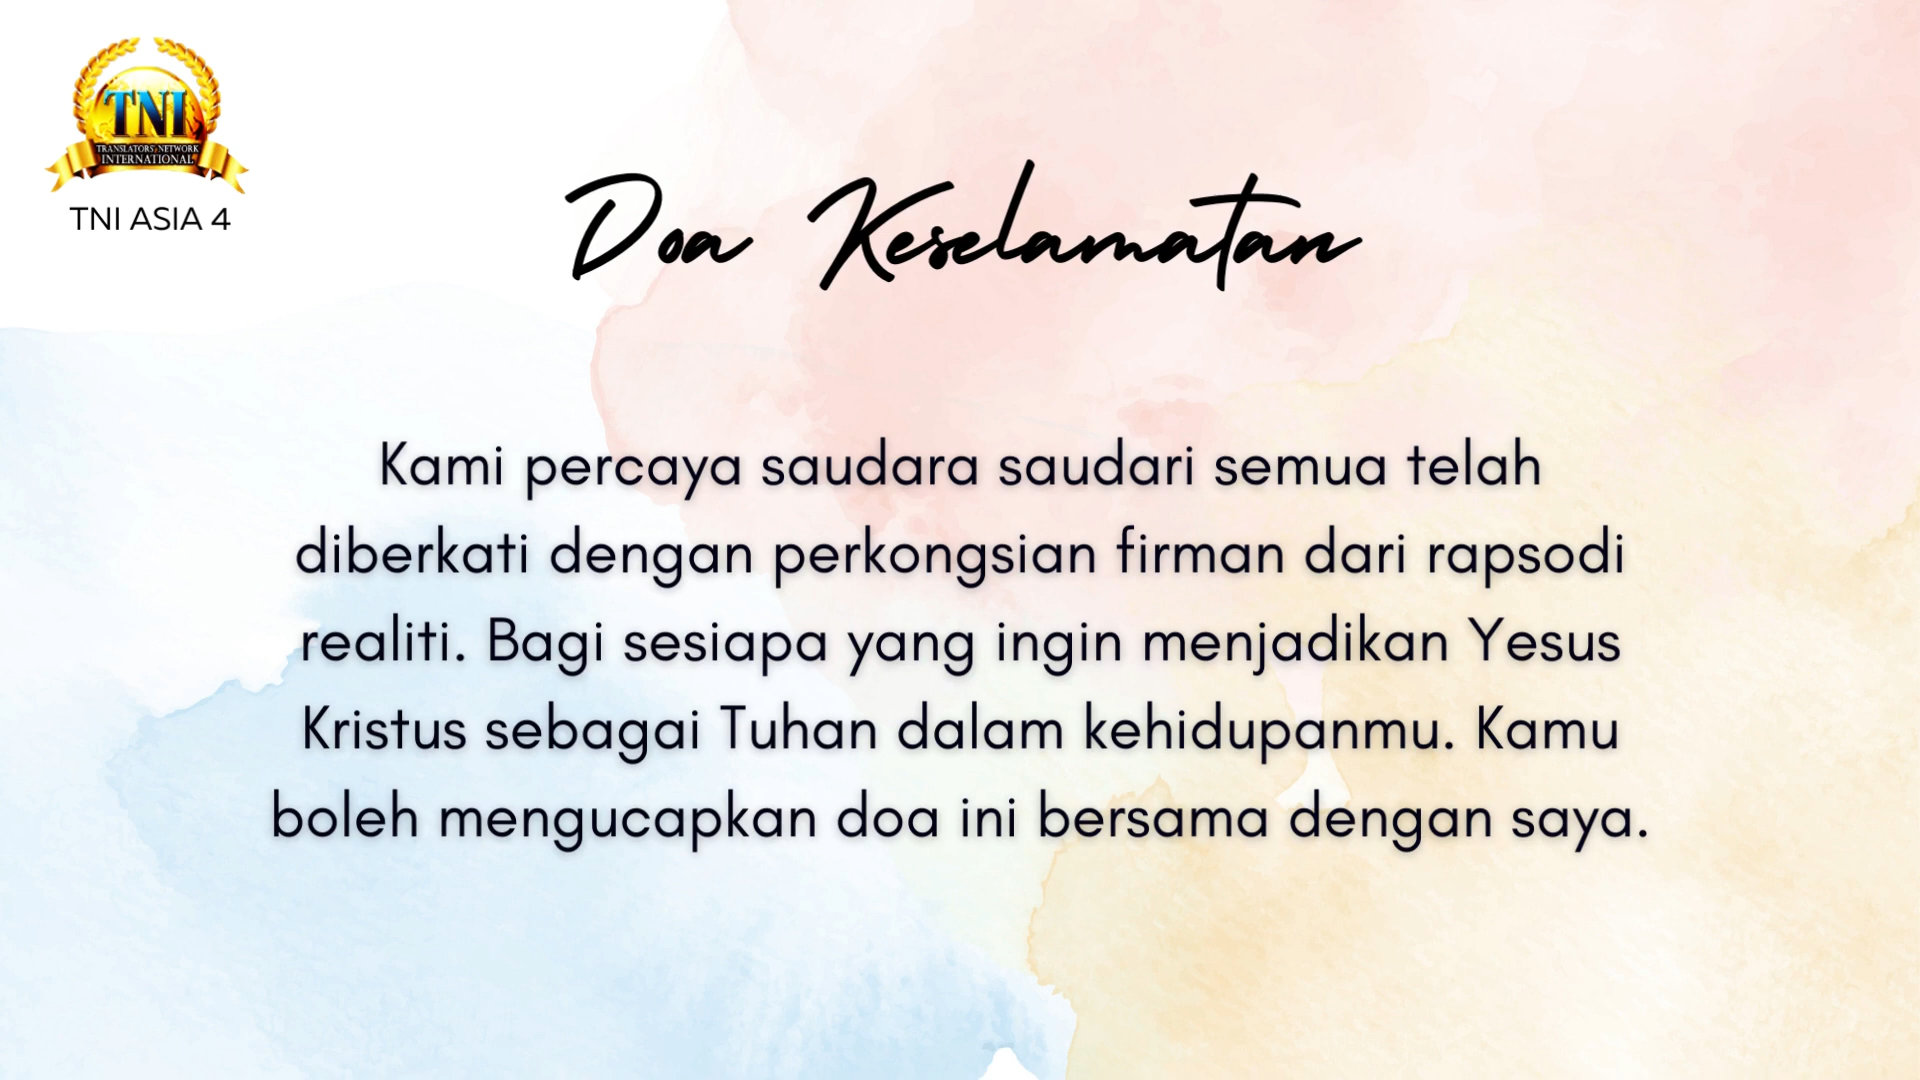 TNI
TRANSLATORS' NETWORK
INTERNATIONAL
TNI ASIA 4
Doa Keselamatan
Kami percaya saudara saudari semua telah
diberkati dengan perkongsian firman dari rapsodi
realiti. Bagi sesiapa yang ingin menjadikan Yesus
Kristus sebagai Tuhan dalam kehidupanmu. Kamu
boleh mengucapkan doa ini bersama dengan saya.